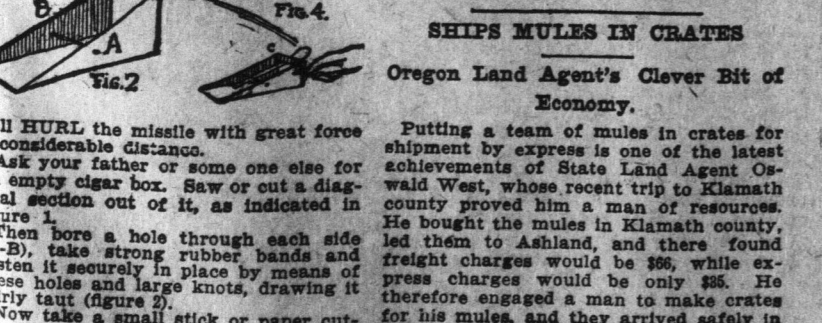 B
A
Fig.2
Fig.4.
c
ll HURL the missile with great force
considerable distance.
Ask your father or some one else for
empty cigar box. Saw or cut a diag-
al section out of it, as indicated in
ure 1.
Then bore a hole through each side
-B), take strong rubber bands and
sten it securely in place by means of
ese holes and large knots, drawing it
rly taut (figure 2).
Now take a small stick or paper cut-
SHIPS MULES IN CRATES
Oregon Land Agent's Clever Bit of
Economy.
Putting a team of mules in crates for
shipment by express is one of the latest
achievements of State Land Agent Os-
wald West, whose recent trip to Klamath
county proved him a man of resources.
He bought the mules in Klamath county,
led them to Ashland, and there found
freight charges would be $66, while ex-
press charges would be only $35. He
therefore engaged a man to make crates
for his mules, and they arrived safely in